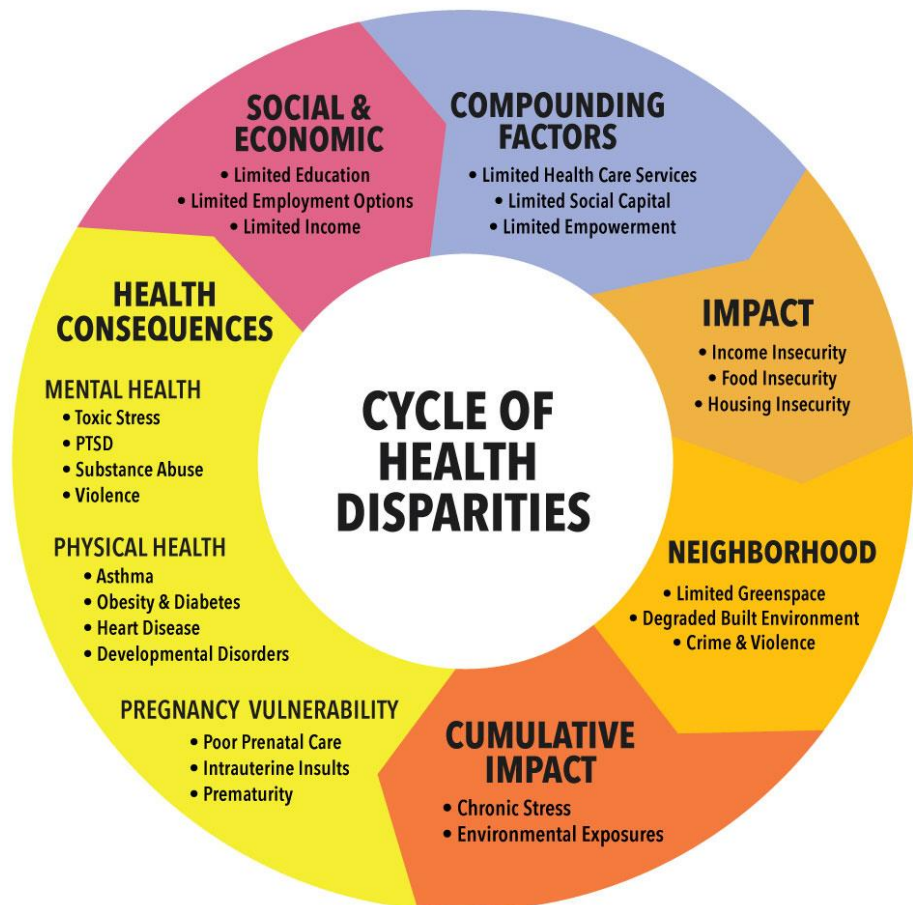 CYCLE OF
HEALTH
DISPARITIES
SOCIAL &
ECONOMIC
• Limited Education
• Limited Employment Options
• Limited Income
COMPOUNDING
FACTORS
• Limited Health Care Services
• Limited Social Capital
• Limited Empowerment
IMPACT
• Income Insecurity
• Food Insecurity
• Housing Insecurity
NEIGHBORHOOD
• Limited Greenspace
• Degraded Built Environment
• Crime & Violence
CUMULATIVE
IMPACT
• Chronic Stress
• Environmental Exposures
HEALTH
CONSEQUENCES
MENTAL HEALTH
• Toxic Stress
• PTSD
• Substance Abuse
• Violence
PHYSICAL HEALTH
• Asthma
• Obesity & Diabetes
• Heart Disease
• Developmental Disorders
PREGNANCY VULNERABILITY
• Poor Prenatal Care
• Intrauterine Insults
• Prematurity